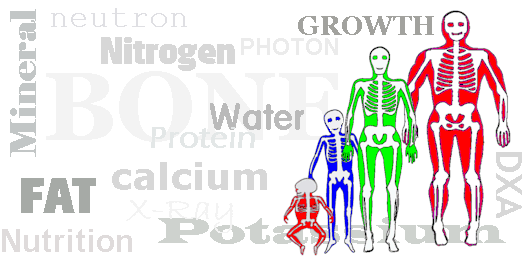 Mineral
neutron
GROWTH
Nitrogen
PHOTON
BONE
Water
Protein
calcium
FAT
X-Ray
DXA
Nutrition
Potassium